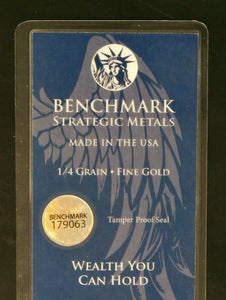 BENCHMARK
STRATEGIC METALS
MADE IN THE USA
1/4 GRAIN • FINE GOLD
BENCHMARK
179063
Tamper Proof Seal
WEALTH YOU
CAN HOLD